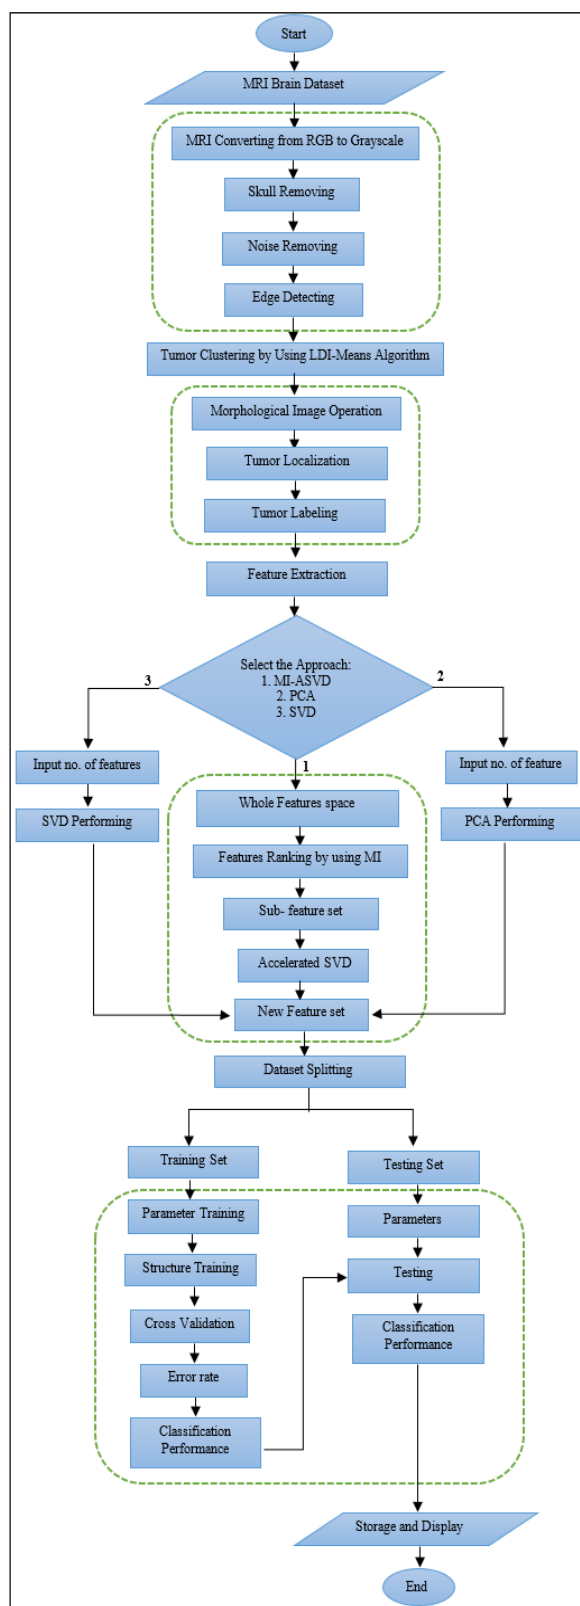 Start
MRI Brain Dataset
MRI Converting from RGB to Grayscale
Skull Removing
Noise Removing
Edge Detecting
Tumor Clustering by Using LDI-Means Algorithm
Morphological Image Operation
Tumor Localization
Tumor Labeling
Feature Extraction
Select the Approach:
1. MI-ASVD
2. PCA
3. SVD
3
2
1
Input no. of features
SVD Performing
Input no. of feature
PCA Performing
Whole Features space
Features Ranking by using MI
Sub- feature set
Accelerated SVD
New Feature set
Dataset Splitting
Training Set
Parameter Training
Structure Training
Cross Validation
Error rate
Classification
Performance
Testing Set
Parameters
Testing
Classification
Performance
Storage and Display
End